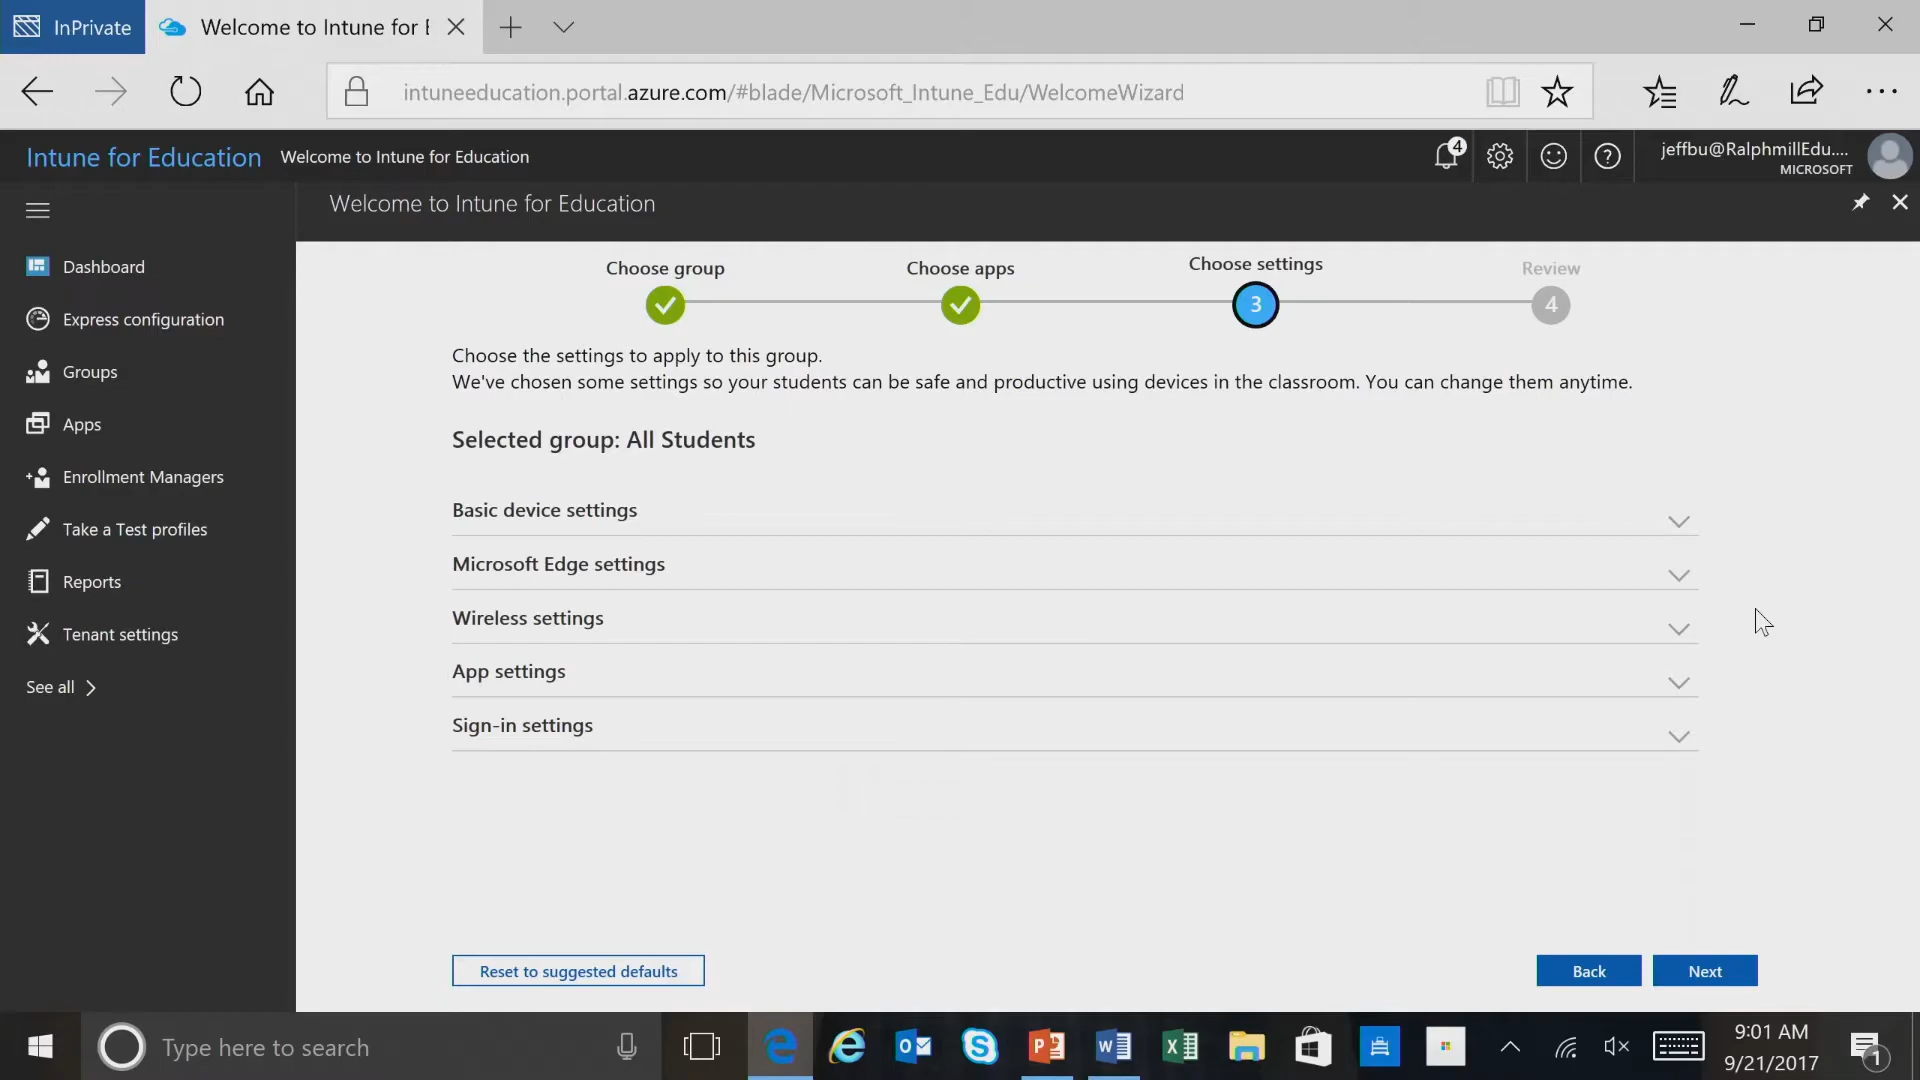 InPrivate
Welcome to Intune for E
intuneeducation.portal.azure.com/#blade/Microsoft_Intune_Edu/WelcomeWizard
Intune for Education
Welcome to Intune for Education
4
jeffbu@RalphmillEdu....
MICROSOFT
Welcome to Intune for Education
Dashboard
Express configuration
Groups
Apps
Enrollment Managers
Take a Test profiles
Reports
Tenant settings
See all
Choose group
Choose apps
Choose settings
Review
3
4
Choose the settings to apply to this group.
We've chosen some settings so your students can be safe and productive using devices in the classroom. You can change them anytime.
Selected group: All Students
Basic device settings
Microsoft Edge settings
Wireless settings
App settings
Sign-in settings
Reset to suggested defaults
Back
Next
Type here to search
9:01 AM
9/21/2017
1